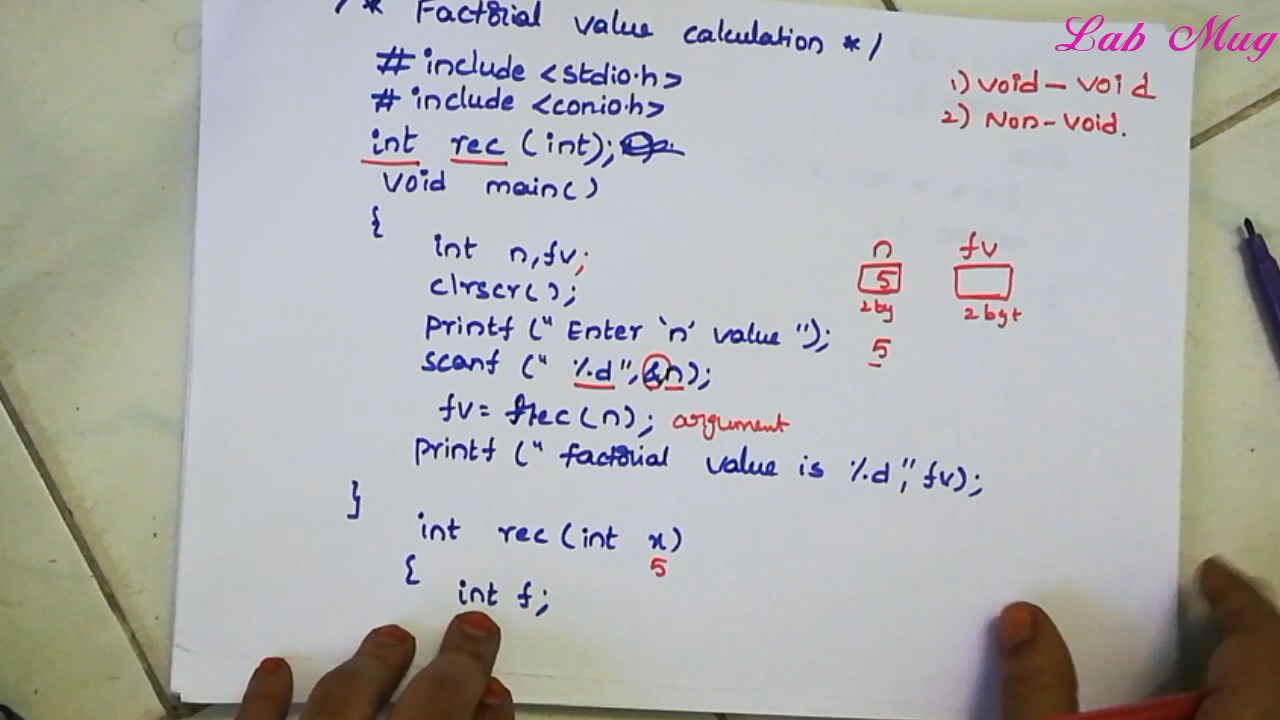 /* Factorial value calculation */
Lab Mug
# include <stdio.h>
1) void - void
# include <conio.h>
2) Non-void.
int rec (int);
void main()
{
int n,fv;
n fv
clrscr();
5
2by 2byt
printf (" Enter 'n' value ");
5
scanf (" %d", &n);
fv= rec(n); argument
printf (" factorial value is %d", fv);
}
int rec (int x)
5
{
int f;